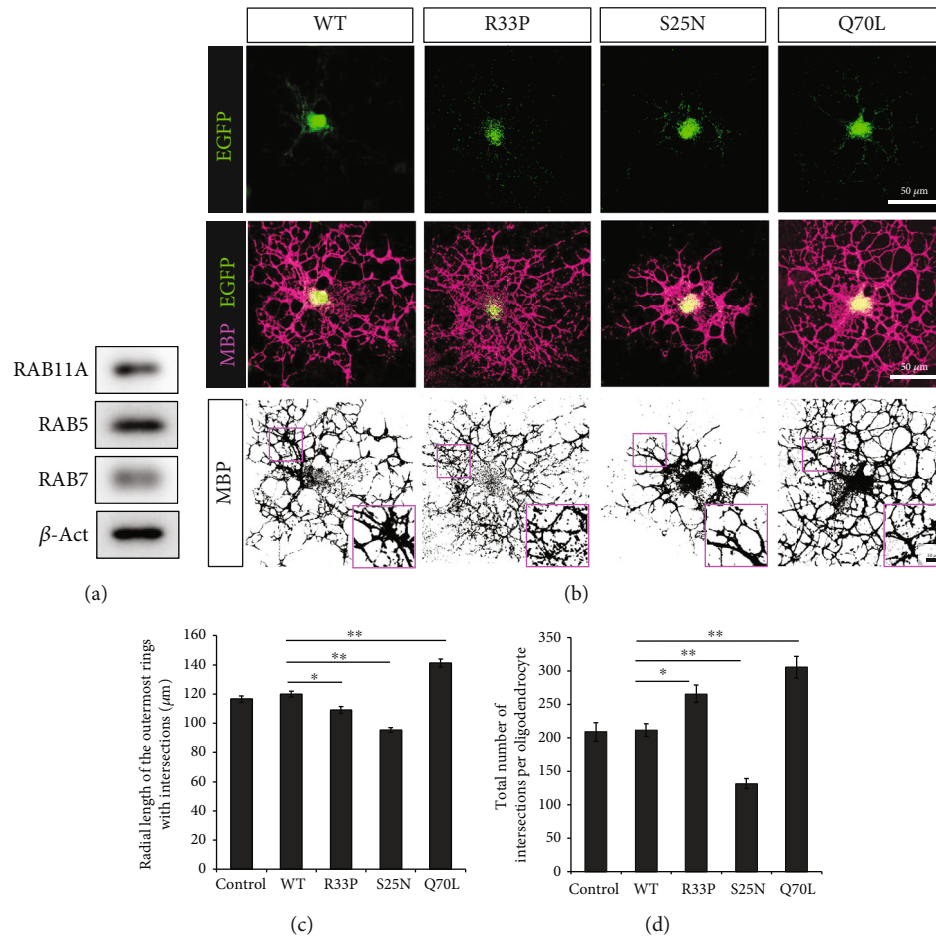 WT R33P S25N Q70L
EGFP
50 μm
MBP EGFP
50 μm
MBP
RAB11A
RAB5
RAB7
β-Act
(a)
(b)
Radial length of the outermost rings
with intersections (μm)
160
140
120
100
80
60
40
20
0
**
**
*
Control WT R33P S25N Q70L
(c)
Total number of
intersections per oligodendrocyte
350
300
250
200
150
100
50
0
**
**
*
Control WT R33P S25N Q70L
(d)